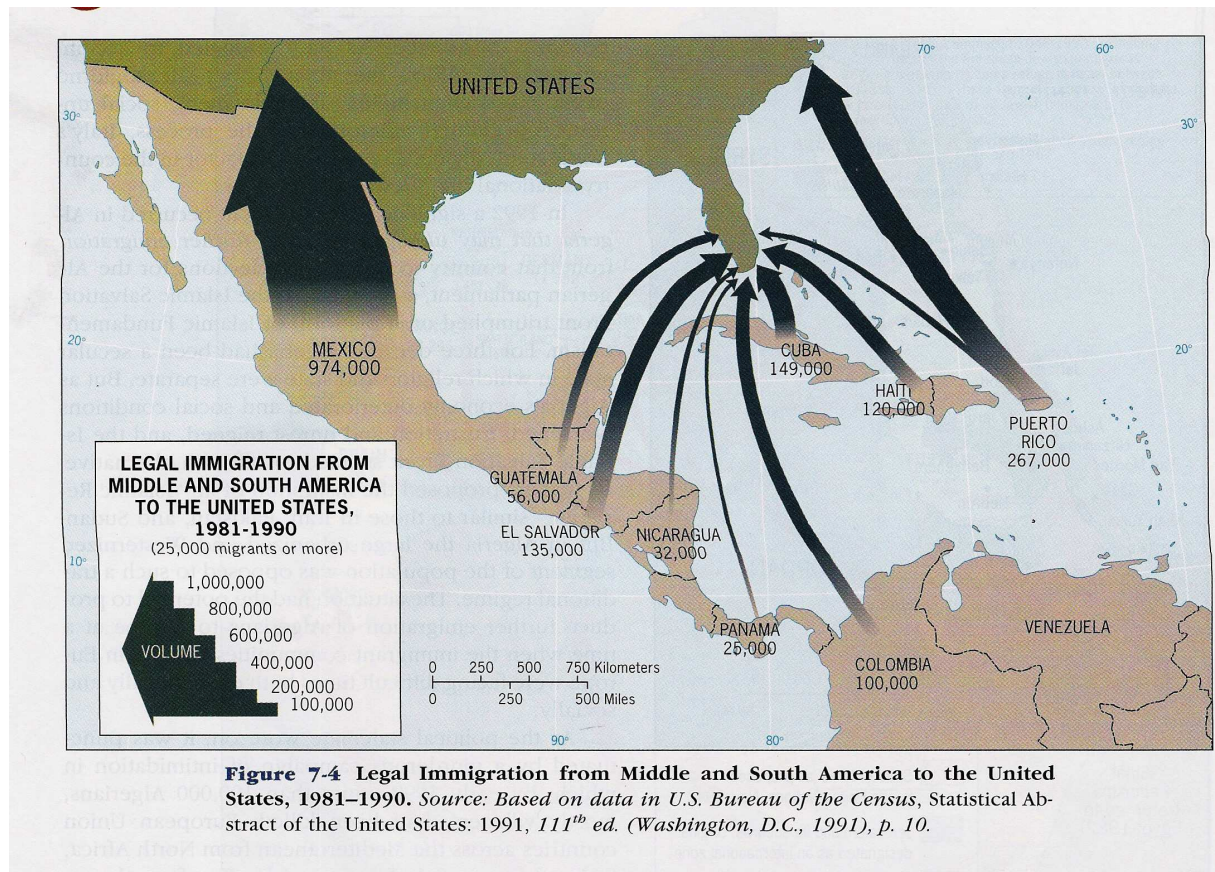 70°
60°
UNITED STATES
30°
30°
20°
MEXICO
974,000
CUBA
149,000
20°
HAITI
120,000
PUERTO
RICO
267,000
LEGAL IMMIGRATION FROM
MIDDLE AND SOUTH AMERICA
TO THE UNITED STATES,
1981-1990
(25,000 migrants or more)
GUATEMALA
56,000
EL SALVADOR
135,000
NICARAGUA
32,000
10°
1,000,000
800,000
600,000
VOLUME
400,000
200,000
100,000
0 250 500 750 Kilometers
0 250 500 Miles
PANAMA
25,000
VENEZUELA
COLOMBIA
100,000
90°
80°
Figure 7-4 Legal Immigration from Middle and South America to the United
States, 1981–1990. Source: Based on data in U.S. Bureau of the Census, Statistical Ab-
stract of the United States: 1991, 111th ed. (Washington, D.C., 1991), p. 10.